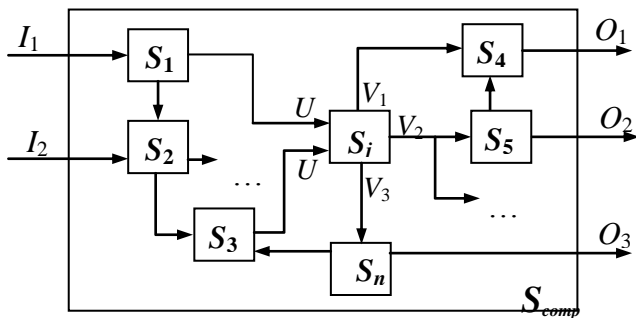 I1
O1
S1
S4
V1
U
I2
S2
Si
V2
S5
O2
...
U
V3
...
S3
Sn
O3
Scomp